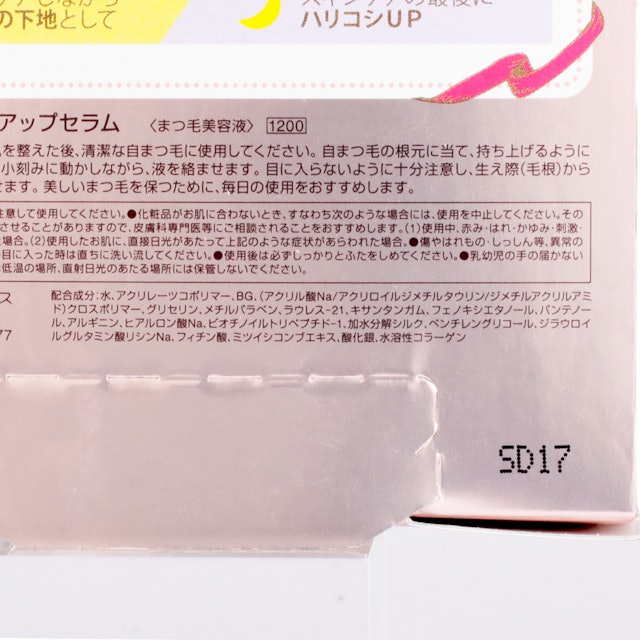 の下地として
スキンケアの最後に
ハリコシUP
アップセラム 〈まつ毛美容液〉 1200
を整えた後、清潔な自まつ毛に使用してください。自まつ毛の根元に当て、持ち上げるように
小刻みに動かしながら、液を絡ませます。目に入らないように十分注意し、生え際(毛根)から
せます。美しいまつ毛を保つために、毎日の使用をおすすめします。
注意して使用してください。●化粧品がお肌に合わないとき、すなわち次のような場合には、使用を中止してください。その
させることがありますので、皮膚科専門医等にご相談されることをおすすめします。(1)使用中、赤み・はれ・かゆみ・刺激・
場合。(2)使用したお肌に、直接日光があたって上記のような症状があらわれた場合。●傷やはれもの・しっしん等、異常の
目に入った時は直ちに洗い流してください。●使用後は必ずしっかりとふたをしめてください。●乳幼児の手の届かない
低温の場所、直射日光のあたる場所には保管しないでください。
ス
77
配合成分:水、アクリレーツコポリマー、BG、(アクリル酸Na/アクリロイルジメチルタウリン/ジメチルアクリルアミ
ド)クロスポリマー、グリセリン、メチルパラベン、ラウレス-21、キサンタンガム、フェノキシエタノール、パンテノー
ル、アルギニン、ヒアルロン酸Na、ビオチノイルトリペプチド-1、加水分解シルク、ペンチレングリコール、ジラウロイ
ルグルタミン酸リシンNa、フィチン酸、ミツイシコンブエキス、酸化銀、水溶性コラーゲン
SD17